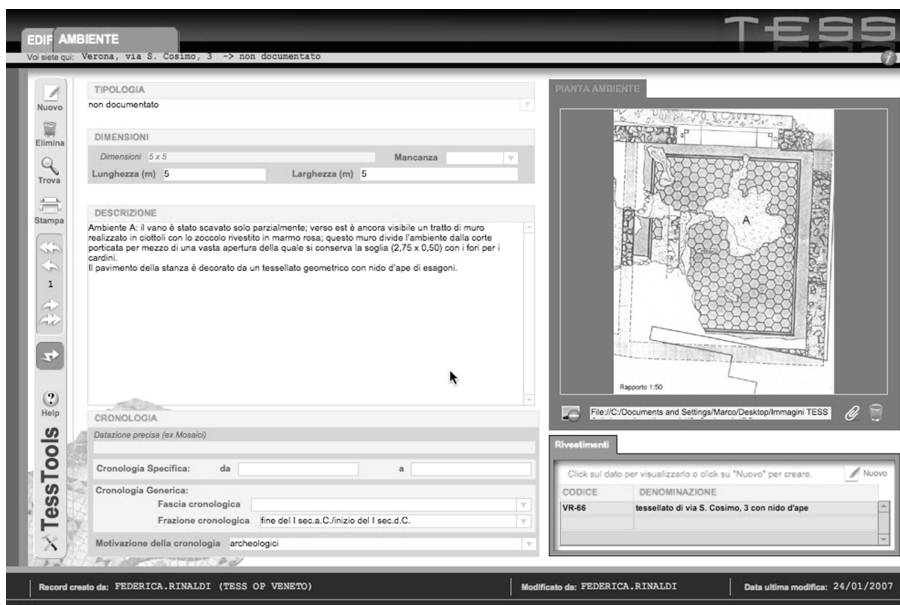 TESS
EDIF AMBIENTE
Voi siete qui: Verona, via S. Cosimo, 3 -> non documentato
Nuovo
Elimina
Trova
Stampa
1
Help
TessTools
TIPOLOGIA
non documentato
DIMENSIONI
Dimensioni 5 x 5 Mancanza
Lunghezza (m) 5 Larghezza (m) 5
DESCRIZIONE
Ambiente A: il vano è stato scavato solo parzialmente; verso est è ancora visibile un tratto di muro
realizzato in ciottoli con lo zoccolo rivestito in marmo rosa; questo muro divide l'ambiente dalla corte
porticata per mezzo di una vasta apertura della quale si conserva la soglia (2,75 x 0,50) con i fori per i
cardini.
Il pavimento della stanza è decorato da un tessellato geometrico con nido d'ape di esagoni.
CRONOLOGIA
Datazione precisa (ex Mosaici)
Cronologia Specifica: da a
Cronologia Generica:
Fascia cronologica
Frazione cronologica fine del I sec.a.C./inizio del I sec.d.C.
Motivazione della cronologia archeologici
PIANTA AMBIENTE
A
Rapporto 1:50
File://C:/Documents and Settings/Marco/Desktop/Immagini TESS
Rivestimenti
Click sul dato per visualizzarlo o click su "Nuovo" per creare. Nuovo
CODICE DENOMINAZIONE
VR-66 tessellato di via S. Cosimo, 3 con nido d'ape
Record creato da: FEDERICA.RINALDI (TESS OP VENETO) Modificato da: FEDERICA.RINALDI Data ultima modifica: 24/01/2007